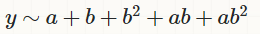 y ∼ a + b + b² + ab + ab²